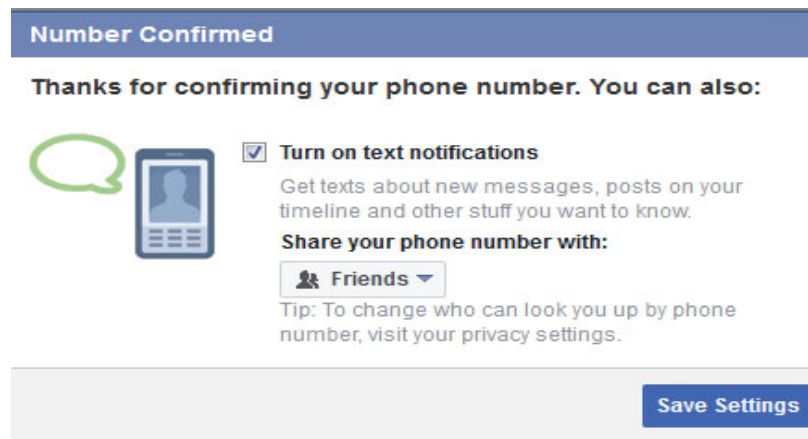 Number Confirmed
Thanks for confirming your phone number. You can also:
Turn on text notifications
Get texts about new messages, posts on your
timeline and other stuff you want to know.
Share your phone number with:
Friends
Tip: To change who can look you up by phone
number, visit your privacy settings.
Save Settings